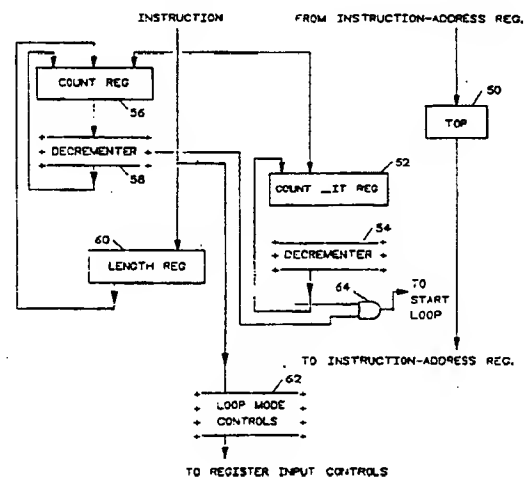 INSTRUCTION
FROM INSTRUCTION-ADDRESS REG.
COUNT REG
56
50
TOP
DECREMENTER
58
52
COUNT _IT REG
54
DECREMENTER
60
LENGTH REG
64
TO
START
LOOP
TO INSTRUCTION-ADDRESS REG.
62
LOOP MODE
CONTROLS
TO REGISTER INPUT CONTROLS